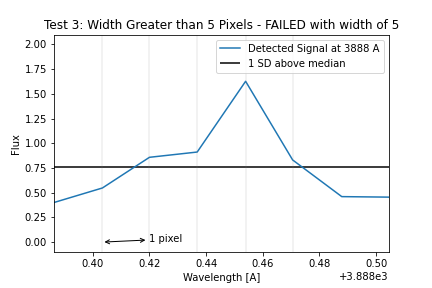 Test 3: Width Greater than 5 Pixels - FAILED with width of 5
Detected Signal at 3888 A
1 SD above median
2.00
1.75
1.50
1.25
1.00
0.75
0.50
0.25
0.00
Flux
1 pixel
0.40 0.42 0.44 0.46 0.48 0.50
Wavelength [A]
+3.888e3